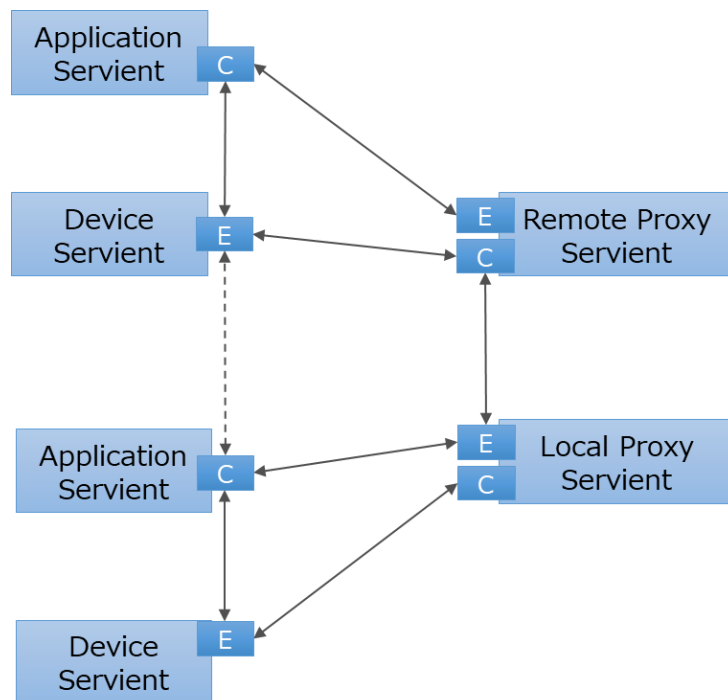 Application
Servient
C
Device
Servient
E
E
Remote Proxy
Servient
C
Application
Servient
C
E
Local Proxy
Servient
C
Device
Servient
E